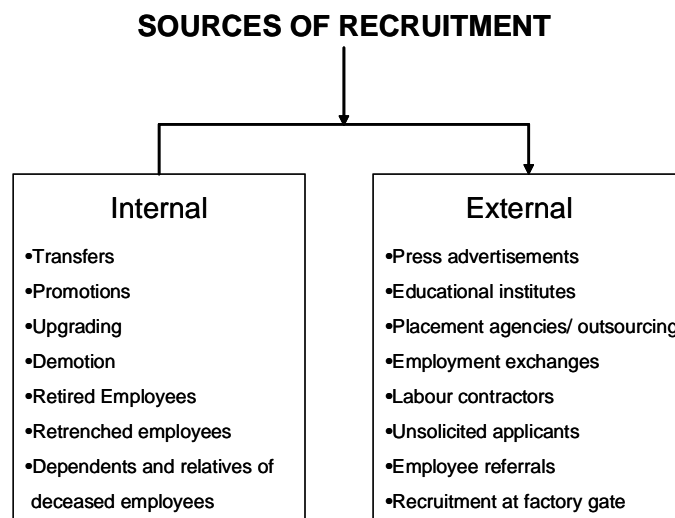 SOURCES OF RECRUITMENT
Internal
•Transfers
•Promotions
•Upgrading
•Demotion
•Retired Employees
•Retrenched employees
•Dependents and relatives of
deceased employees
External
•Press advertisements
•Educational institutes
•Placement agencies/ outsourcing
•Employment exchanges
•Labour contractors
•Unsolicited applicants
•Employee referrals
•Recruitment at factory gate